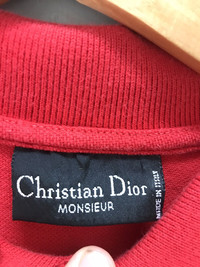 Christian Dior
MONSIEUR
MADE IN ITALY